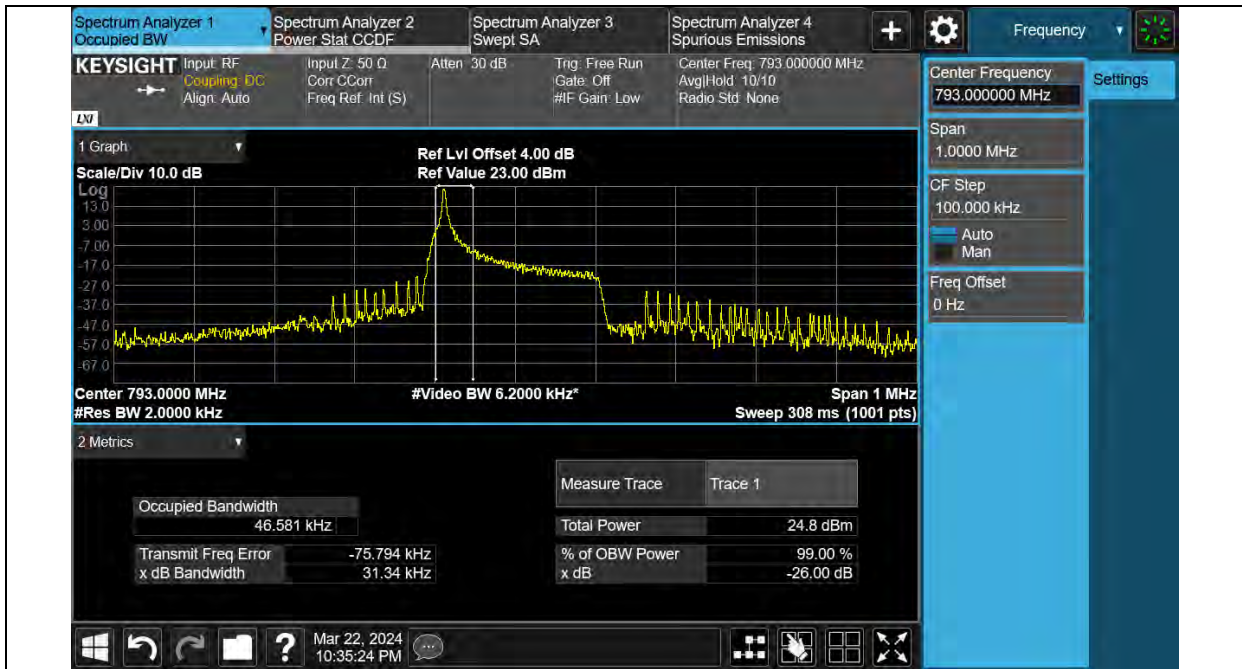 Spectrum Analyzer 1
Occupied BW
Spectrum Analyzer 2
Power Stat CCDF
Spectrum Analyzer 3
Swept SA
Spectrum Analyzer 4
Spurious Emissions
+
Frequency
KEYSIGHT
LXI
Input: RF
Coupling: DC
Align: Auto
Input Z: 50 Ω
Corr CCorr
Freq Ref: Int (S)
Atten: 30 dB
Trig: Free Run
Gate: Off
#IF Gain: Low
Center Freq: 793.000000 MHz
Avg|Hold: 10/10
Radio Std: None
Center Frequency
793.000000 MHz
Settings
Span
1.0000 MHz
CF Step
100.000 kHz
Auto
Man
Freq Offset
0 Hz
1 Graph
Scale/Div 10.0 dB
Ref Lvl Offset 4.00 dB
Ref Value 23.00 dBm
Log
13.0
3.00
-7.00
-17.0
-27.0
-37.0
-47.0
-57.0
-67.0
Center 793.0000 MHz
#Video BW 6.2000 kHz*
Span 1 MHz
#Res BW 2.0000 kHz
Sweep 308 ms (1001 pts)
2 Metrics
Measure Trace Trace 1
Occupied Bandwidth
46.581 kHz
Total Power 24.8 dBm
Transmit Freq Error -75.794 kHz
% of OBW Power 99.00 %
x dB Bandwidth 31.34 kHz
x dB -26.00 dB
?
Mar 22, 2024
10:35:24 PM